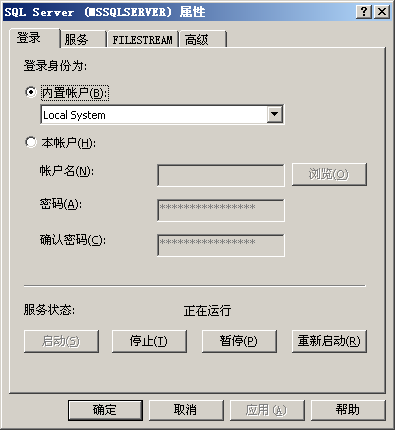 SQL Server (MSSQLSERVER) 属性
登录 服务 FILESTREAM 高级
登录身份为:
内置帐户(B):
Local System
本帐户(H):
帐户名(N): 浏览(O)
密码(A): ****************
确认密码(C): ****************
服务状态: 正在运行
启动(S) 停止(T) 暂停(P) 重新启动(R)
确定 取消 应用(A) 帮助